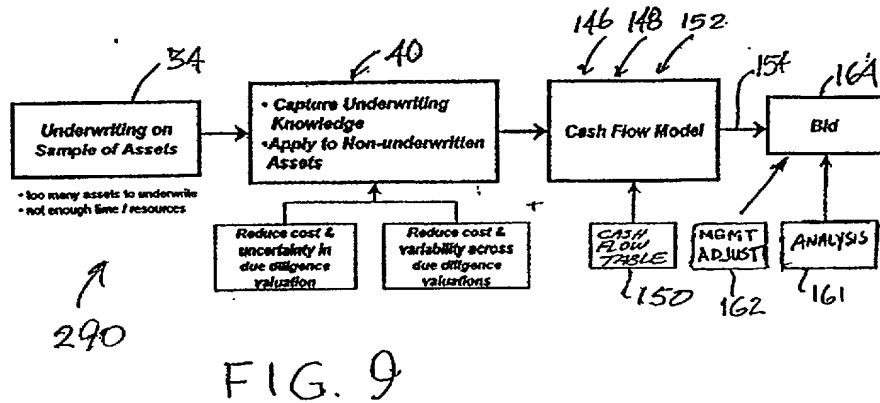 34
40
146 148 152
154
164
Underwriting on
Sample of Assets
• too many assets to underwrite
• not enough time / resources
• Capture Underwriting
Knowledge
•Apply to Non-underwritten
Assets
Cash Flow Model
Bid
Reduce cost &
uncertainty in
due diligence
valuation
Reduce cost &
variability across
due diligence
valuations
CASH
FLOW
TABLE
MGMT
ADJUST
ANALYSIS
150
162
161
290
FIG. 9